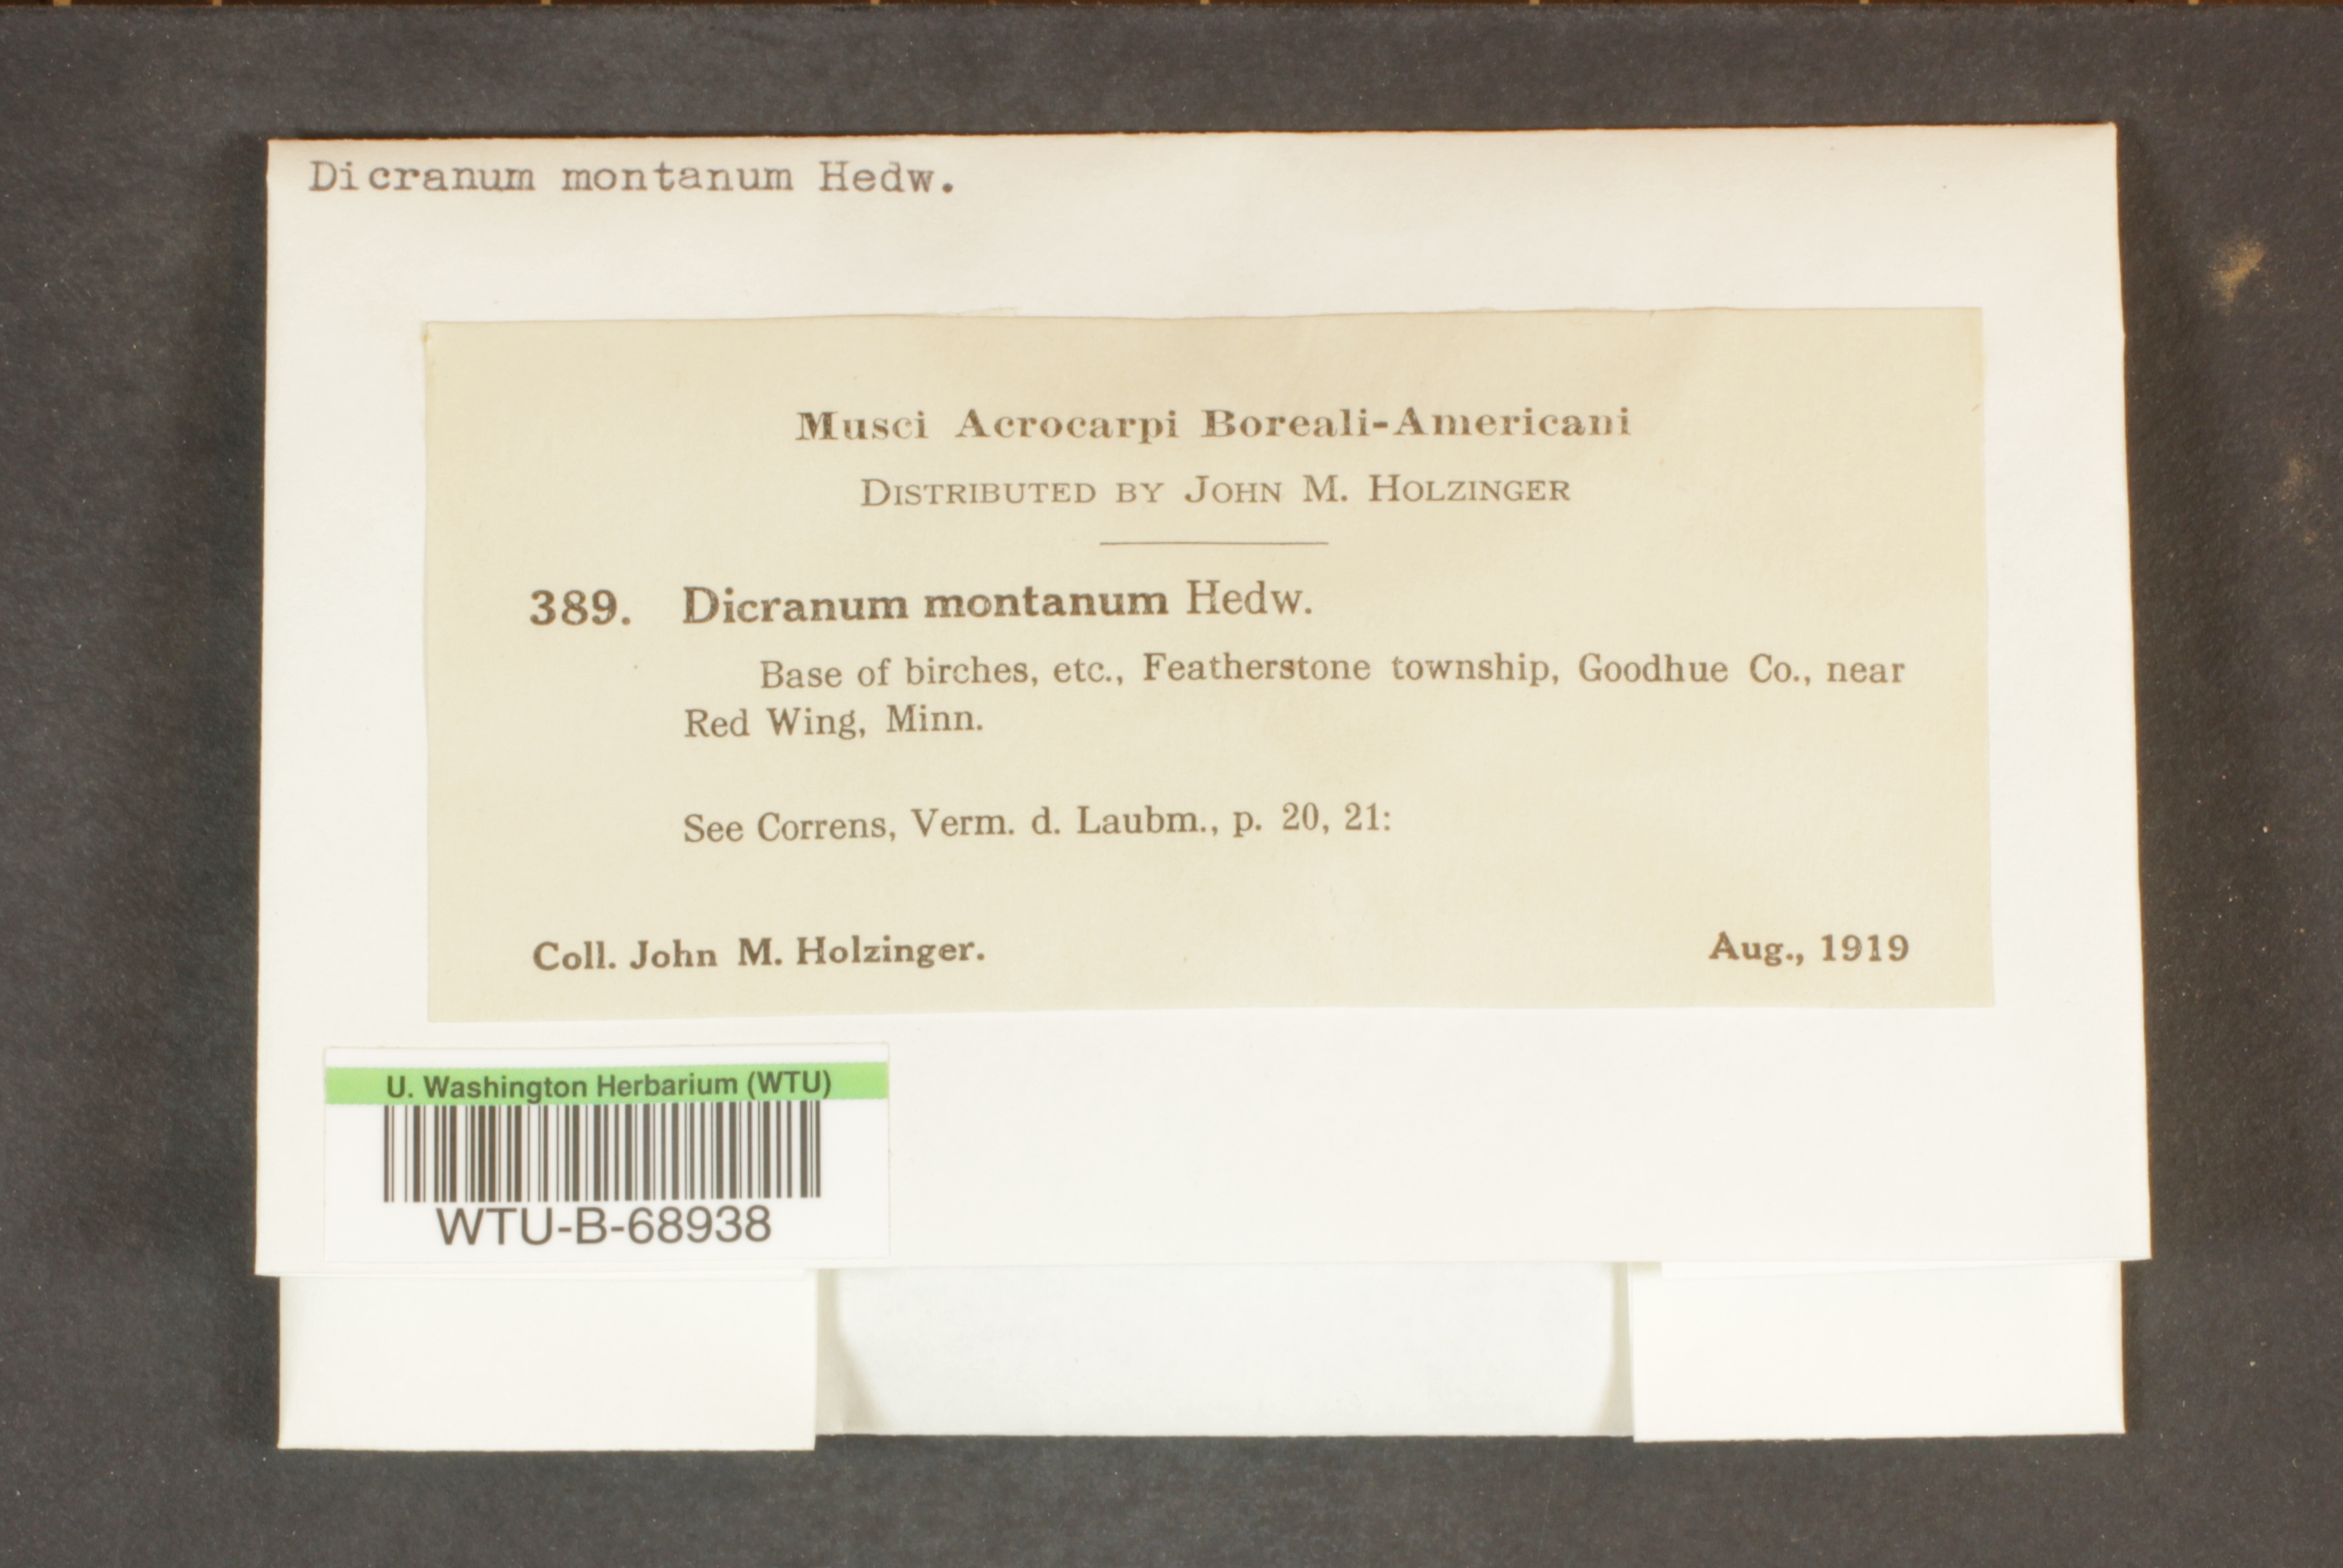 Dicranum montanum Hedw.
Musci Acrocarpi Boreali-Americani
DISTRIBUTED BY JOHN M. HOLZINGER
389. Dicranum montanum Hedw.
Base of birches, etc., Featherstone township, Goodhue Co., near
Red Wing, Minn.
See Correns, Verm. d. Laubm., p. 20, 21:
Coll. John M. Holzinger. Aug., 1919
U. Washington Herbarium (WTU)
WTU-B-68938